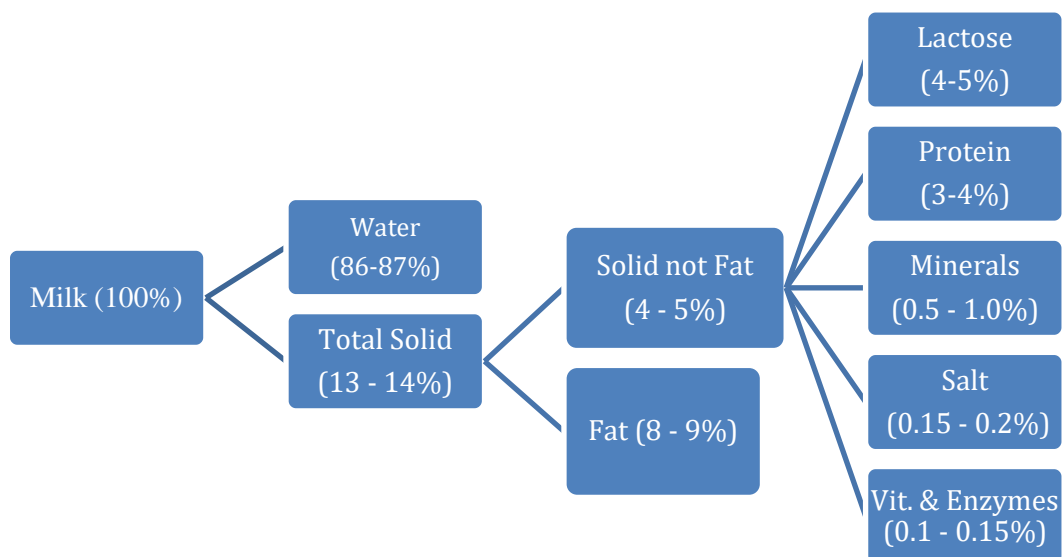 Milk (100%)
Water
(86-87%)
Total Solid
(13 - 14%)
Solid not Fat
(4 - 5%)
Fat (8 - 9%)
Lactose
(4-5%)
Protein
(3-4%)
Minerals
(0.5 - 1.0%)
Salt
(0.15 - 0.2%)
Vit. & Enzymes
(0.1 - 0.15%)